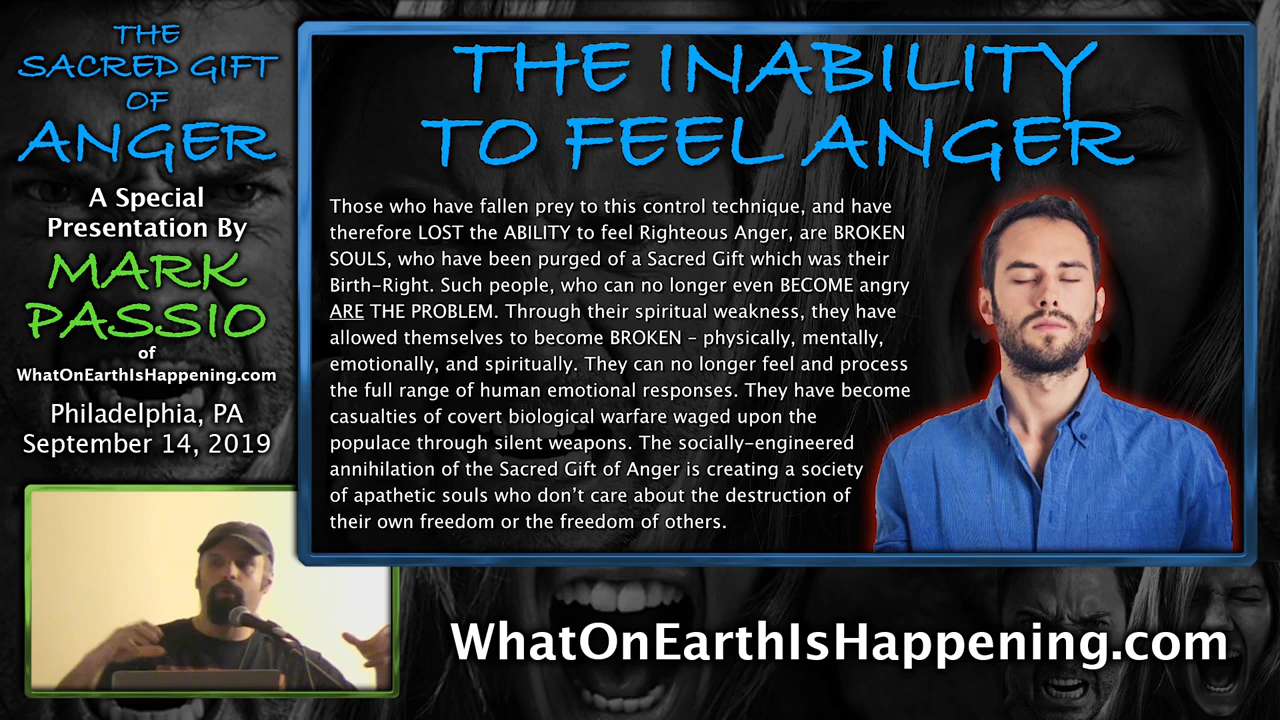 THE
SACRED GIFT
OF
ANGER
A Special
Presentation By
MARK
PASSIO
of
WhatOnEarthIsHappening.com
Philadelphia, PA
September 14, 2019
THE INABILITY
TO FEEL ANGER
Those who have fallen prey to this control technique, and have
therefore LOST the ABILITY to feel Righteous Anger, are BROKEN
SOULS, who have been purged of a Sacred Gift which was their
Birth-Right. Such people, who can no longer even BECOME angry
ARE THE PROBLEM. Through their spiritual weakness, they have
allowed themselves to become BROKEN – physically, mentally,
emotionally, and spiritually. They can no longer feel and process
the full range of human emotional responses. They have become
casualties of covert biological warfare waged upon the
populace through silent weapons. The socially-engineered
annihilation of the Sacred Gift of Anger is creating a society
of apathetic souls who don’t care about the destruction of
their own freedom or the freedom of others.
WhatOnEarthIsHappening.com